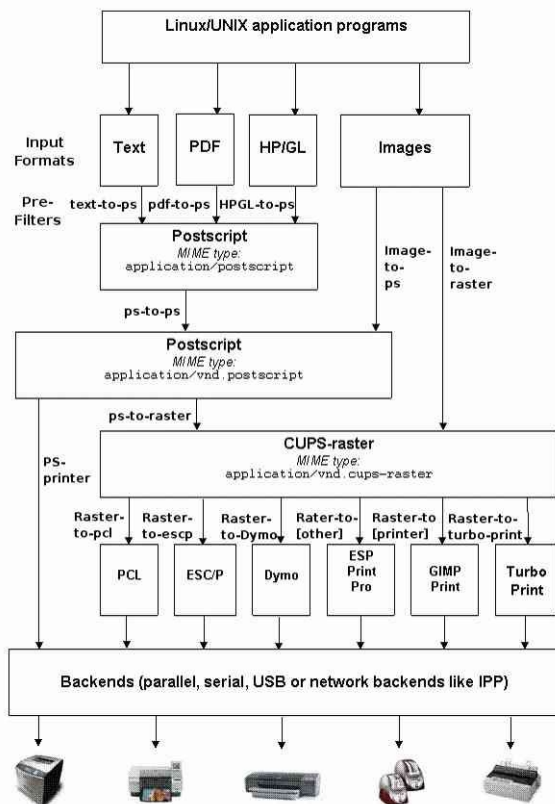 Linux/UNIX application programs
Input
Formats
Text
PDF
HP/GL
Images
Pre-
Filters
text-to-ps
pdf-to-ps
HPGL-to-ps
Postscript
MIME type:
application/postscript
Image-
to-
ps
Image-
to-
raster
ps-to-ps
Postscript
MIME type:
application/vnd.postscript
ps-to-raster
PS-
printer
CUPS-raster
MIME type:
application/vnd.cups-raster
Raster-
to-pcl
Raster-
to-escp
Raster-
to-Dymo
Rater-to-
[other]
Raster-to
[printer]
Raster-to-
turbo-print
PCL
ESC/P
Dymo
ESP
Print
Pro
GIMP
Print
Turbo
Print
Backends (parallel, serial, USB or network backends like IPP)